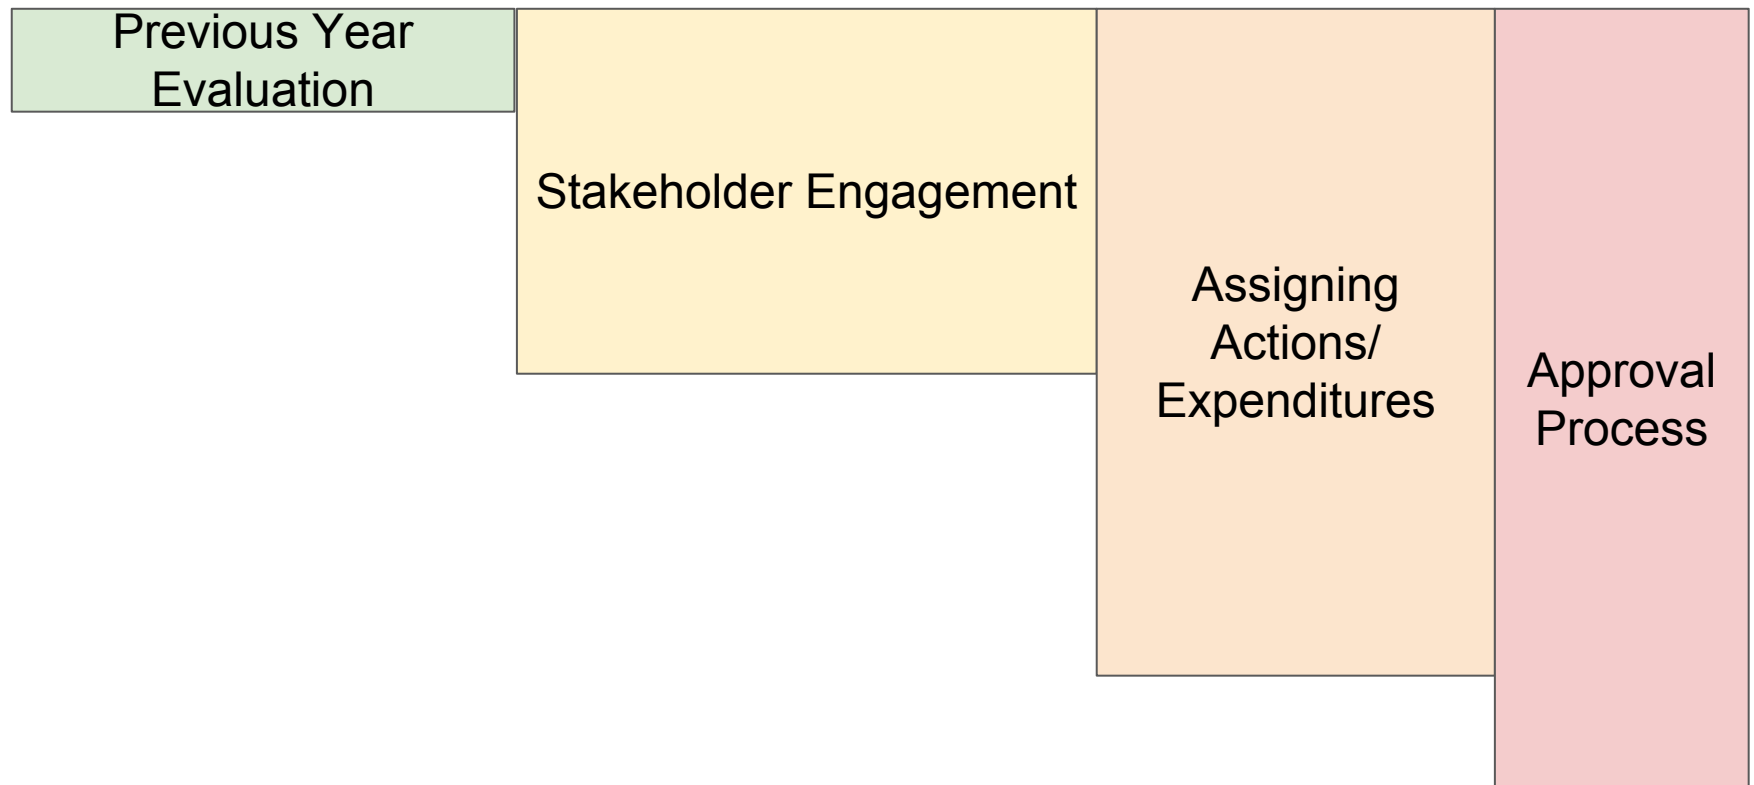 Previous Year
Evaluation
Stakeholder Engagement
Assigning
Actions/
Expenditures
Approval
Process